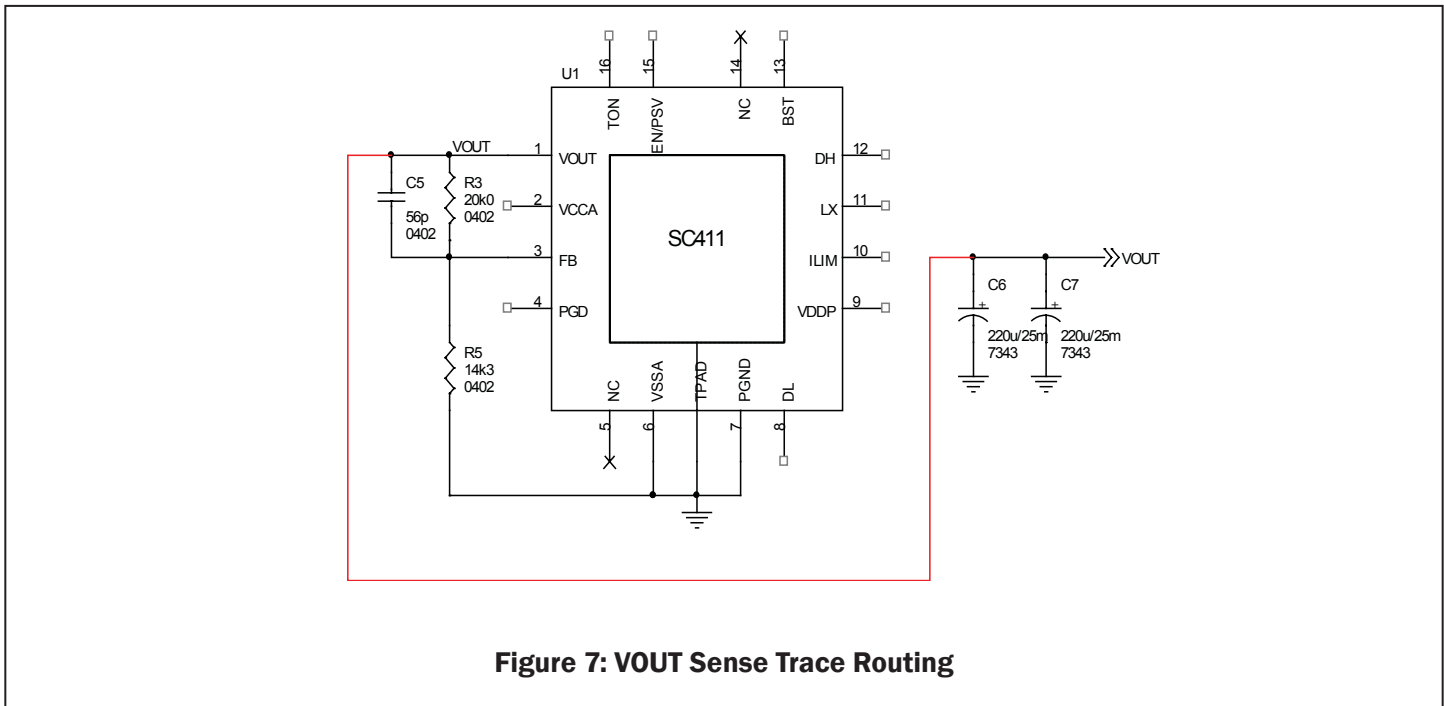 U1
16
15
14
13
TON
EN/PSV
NC
BST
VOUT
1
VOUT
2
VCCA
3
FB
4
PGD
C5
56p
0402
R3
20k0
0402
R5
14k3
0402
SC411
DH
12
LX
11
ILIM
10
VDDP
9
NC
VSSA
TPAD
PGND
DL
5
6
7
8
VOUT
C6
+
220u/25m
7343
C7
+
220u/25m
7343
Figure 7: VOUT Sense Trace Routing